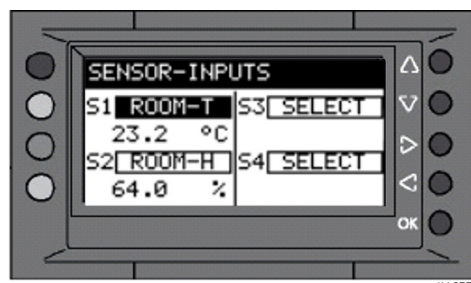 SENSOR-INPUTS
S1 ROOM-T S3 SELECT
23.2 °C
S2 ROOM-H S4 SELECT
64.0 %
OK